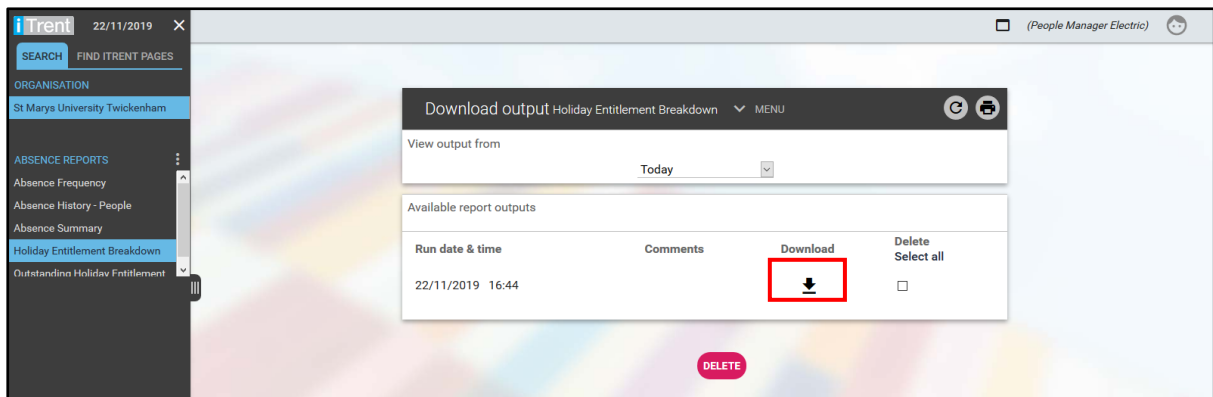 iTrent 22/11/2019
(People Manager Electric)
SEARCH FIND ITRENT PAGES
ORGANISATION
St Marys University Twickenham
ABSENCE REPORTS
Absence Frequency
Absence History - People
Absence Summary
Holiday Entitlement Breakdown
Outstanding Holiday Entitlement
Download output Holiday Entitlement Breakdown MENU
View output from
Today
Available report outputs
Run date & time Comments Download Delete
Select all
22/11/2019 16:44
DELETE